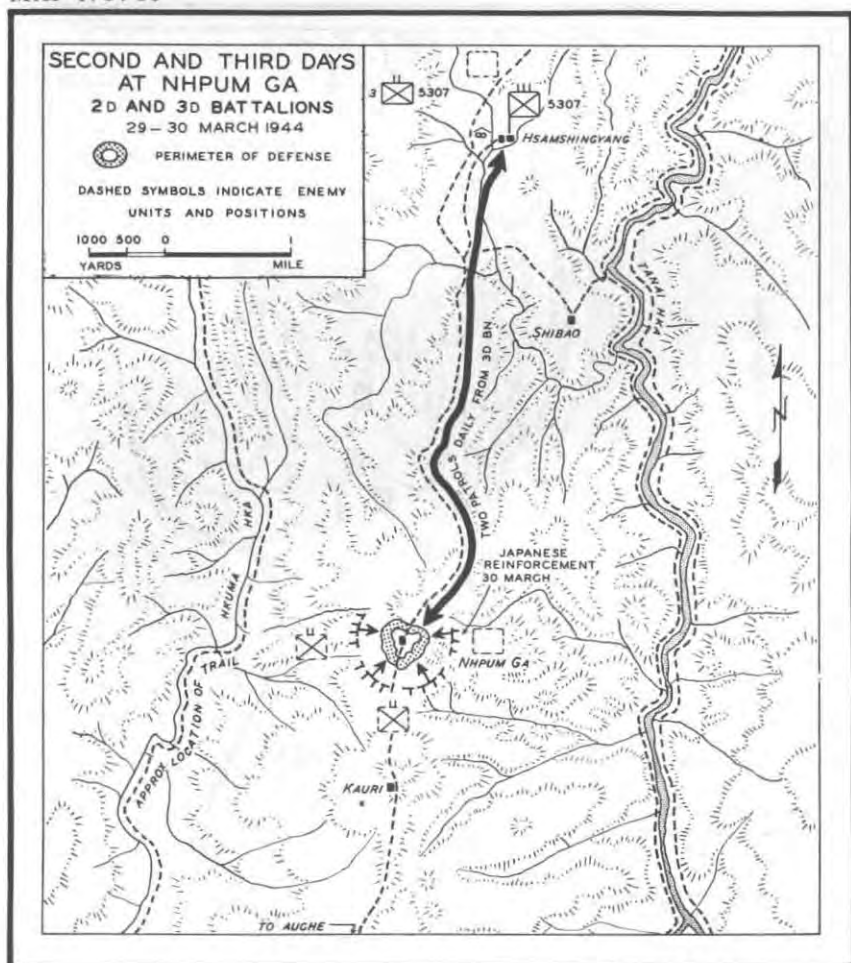 SECOND AND THIRD DAYS
AT NHPUM GA
2D AND 3D BATTALIONS
29–30 MARCH 1944
PERIMETER OF DEFENSE
DASHED SYMBOLS INDICATE ENEMY
UNITS AND POSITIONS
1000 500 0 1
YARDS MILE
3 5307
5307
HSAMSHINGYANG
SHIBAO
TANAI HKA
TWO PATROLS DAILY FROM 3D BN
JAPANESE
REINFORCEMENT
30 MARCH
HKUMA HKA
NHPUM GA
APPROX LOCATION OF TRAIL
KAURI
TO AUCHE